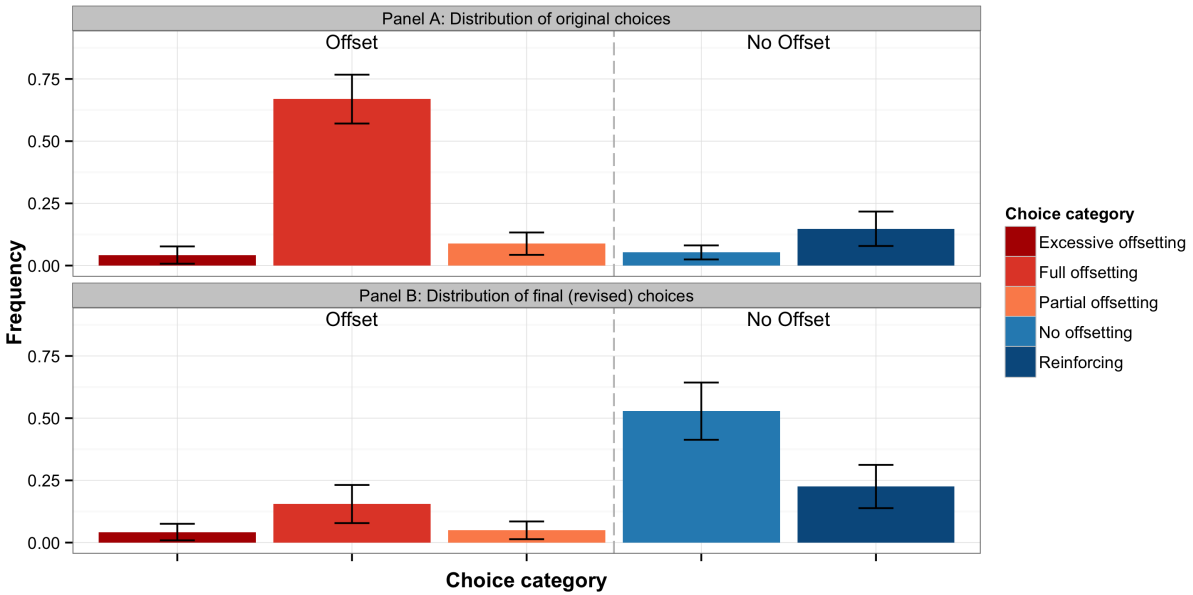 Panel A: Distribution of original choices
Offset
No Offset
0.75
0.50
0.25
0.00
Panel B: Distribution of final (revised) choices
Offset
No Offset
0.75
0.50
0.25
0.00
Frequency
Choice category
Choice category
Excessive offsetting
Full offsetting
Partial offsetting
No offsetting
Reinforcing